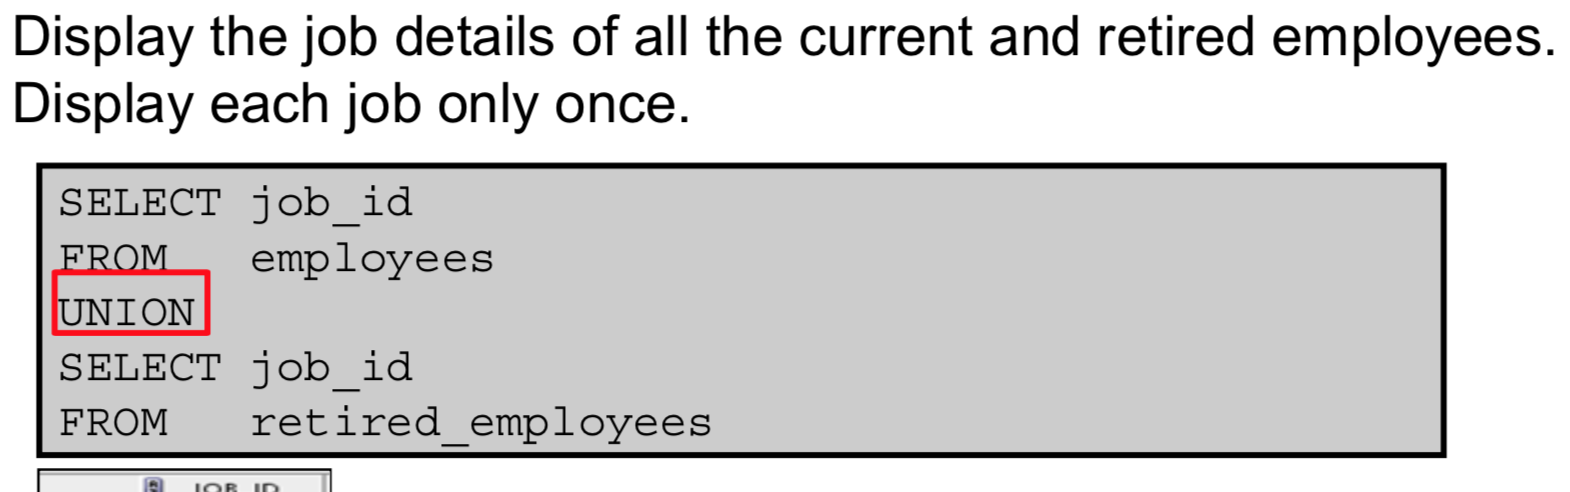 Display the job details of all the current and retired employees.
Display each job only once.
SELECT job_id
FROM employees
UNION
SELECT job_id
FROM retired_employees
JOB_ID